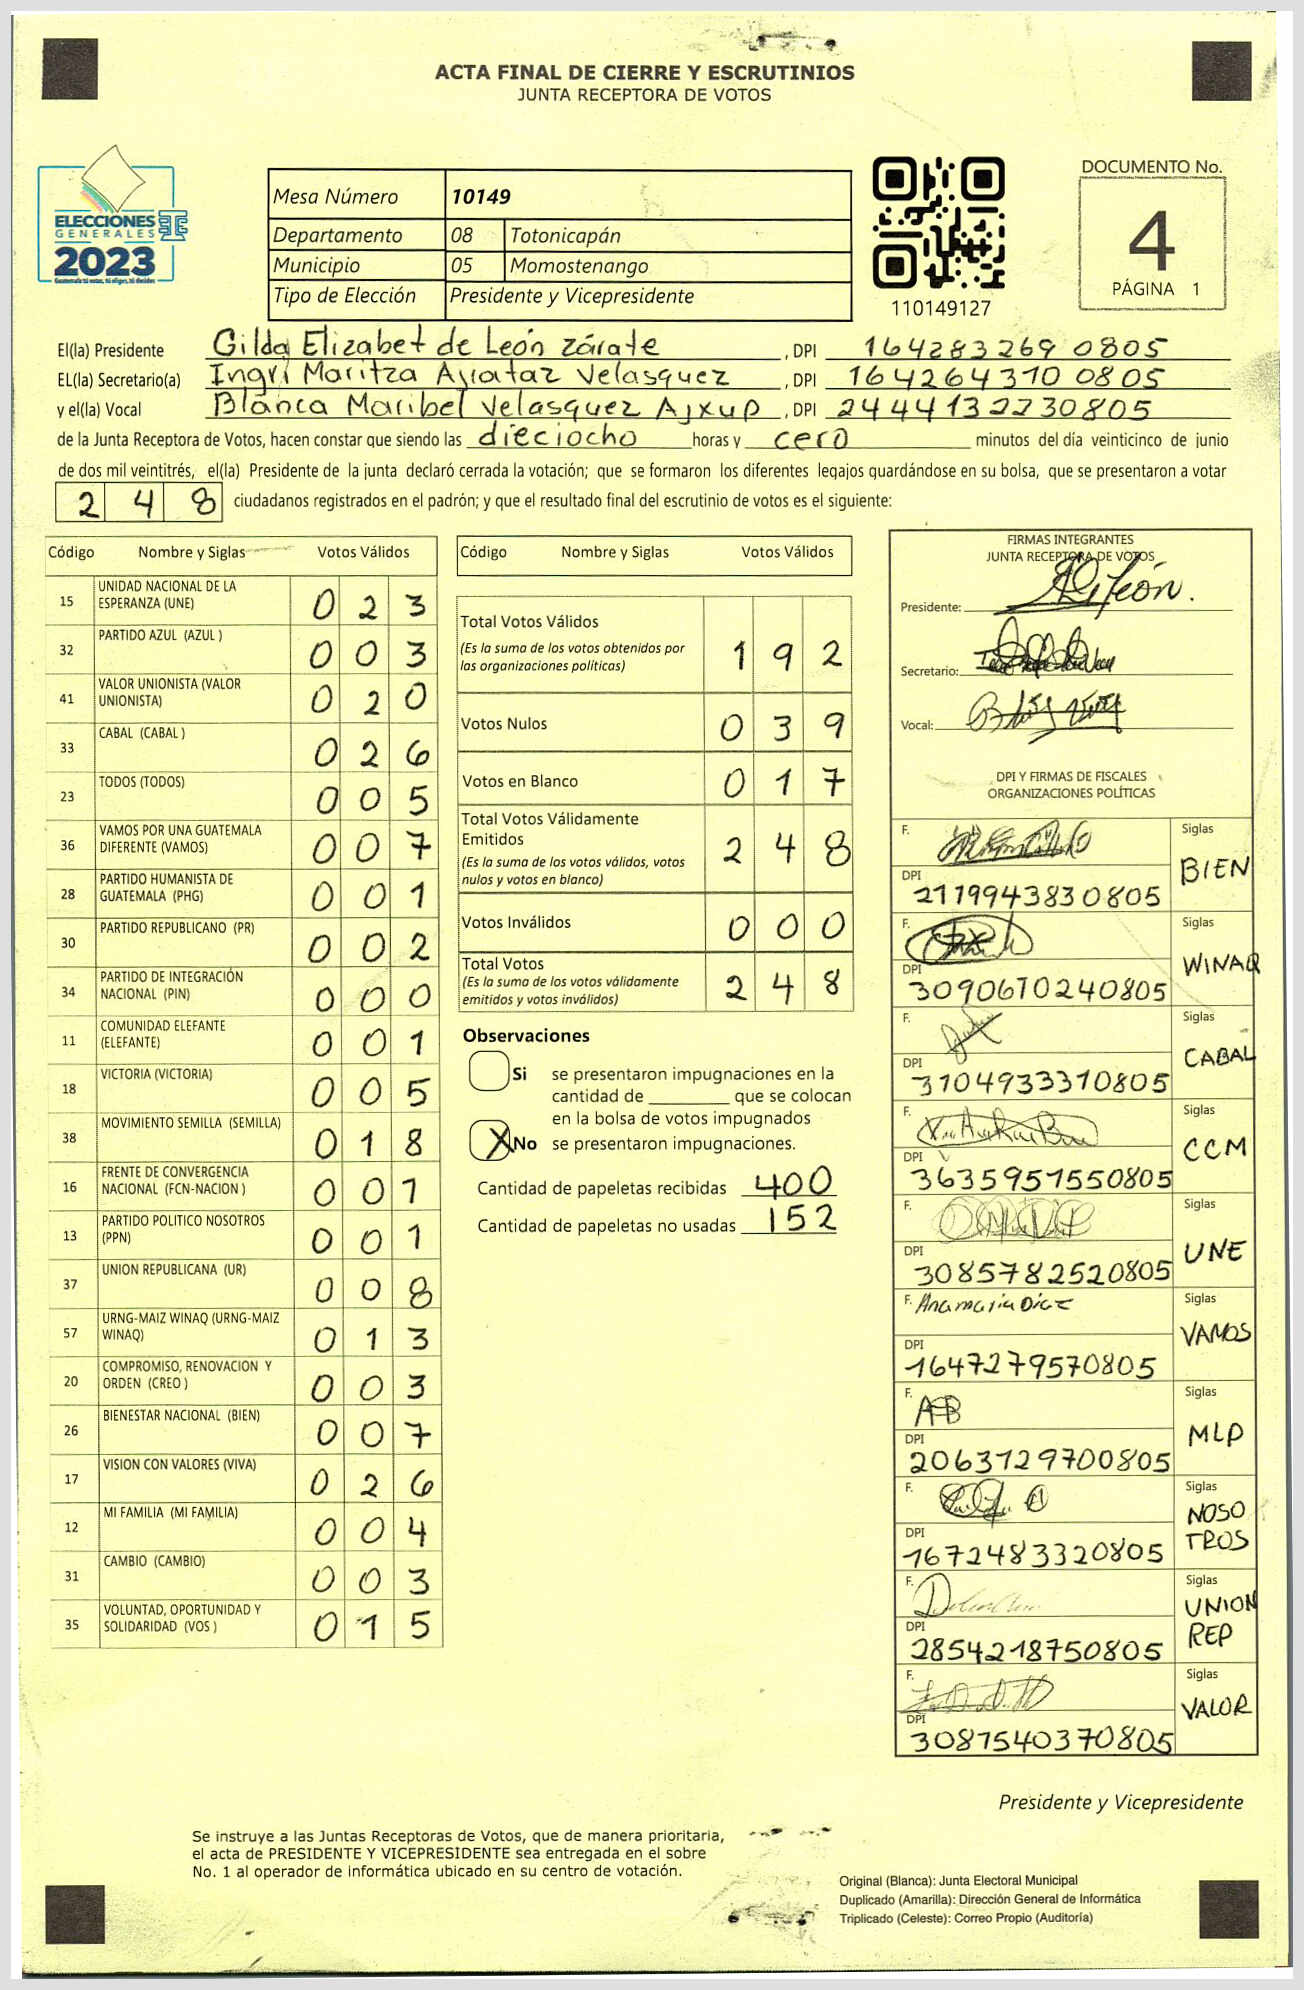 ACTA FINAL DE CIERRE Y ESCRUTINIOS
JUNTA RECEPTORA DE VOTOS
ELECCIONES
GENERALES
2023
Guatemala tú votas, tú eliges, tú decides
Mesa Número 10149
Departamento 08 Totonicapán
Municipio 05 Momostenango
Tipo de Elección Presidente y Vicepresidente
110149127
DOCUMENTO No.
4
PÁGINA 1
El(la) Presidente Gilda Elizabet de León Zárate , DPI 164283269 0805
EL(la) Secretario(a) Ingri Maritza Ajxataz Velasquez , DPI 164264310 0805
y el(la) Vocal Blanca Maribel Velasquez Ajxup , DPI 2444132230805
de la Junta Receptora de Votos, hacen constar que siendo las dieciocho horas y cero minutos del día veinticinco de junio
de dos mil veintitrés, el(la) Presidente de la junta declaró cerrada la votación; que se formaron los diferentes legajos guardándose en su bolsa, que se presentaron a votar
2 4 8 ciudadanos registrados en el padrón; y que el resultado final del escrutinio de votos es el siguiente:
Código Nombre y Siglas Votos Válidos
15 UNIDAD NACIONAL DE LA ESPERANZA (UNE) 0 2 3
32 PARTIDO AZUL (AZUL ) 0 0 3
41 VALOR UNIONISTA (VALOR UNIONISTA) 0 2 0
33 CABAL (CABAL ) 0 2 6
23 TODOS (TODOS) 0 0 5
36 VAMOS POR UNA GUATEMALA DIFERENTE (VAMOS) 0 0 7
28 PARTIDO HUMANISTA DE GUATEMALA (PHG) 0 0 1
30 PARTIDO REPUBLICANO (PR) 0 0 2
34 PARTIDO DE INTEGRACIÓN NACIONAL (PIN) 0 0 0
11 COMUNIDAD ELEFANTE (ELEFANTE) 0 0 1
18 VICTORIA (VICTORIA) 0 0 5
38 MOVIMIENTO SEMILLA (SEMILLA) 0 1 8
16 FRENTE DE CONVERGENCIA NACIONAL (FCN-NACION ) 0 0 1
13 PARTIDO POLITICO NOSOTROS (PPN) 0 0 1
37 UNION REPUBLICANA (UR) 0 0 8
57 URNG-MAIZ WINAQ (URNG-MAIZ WINAQ) 0 1 3
20 COMPROMISO, RENOVACION Y ORDEN (CREO ) 0 0 3
26 BIENESTAR NACIONAL (BIEN) 0 0 7
17 VISION CON VALORES (VIVA) 0 2 6
12 MI FAMILIA (MI FAMILIA) 0 0 4
31 CAMBIO (CAMBIO) 0 0 3
35 VOLUNTAD, OPORTUNIDAD Y SOLIDARIDAD (VOS ) 0 1 5
Código Nombre y Siglas Votos Válidos
Total Votos Válidos 1 9 2
(Es la suma de los votos obtenidos por
las organizaciones políticas)
Votos Nulos 0 3 9
Votos en Blanco 0 1 7
Total Votos Válidamente
Emitidos 2 4 8
(Es la suma de los votos válidos, votos
nulos y votos en blanco)
Votos Inválidos 0 0 0
Total Votos 2 4 8
(Es la suma de los votos válidamente
emitidos y votos inválidos)
Observaciones
Si se presentaron impugnaciones en la
cantidad de ________ que se colocan
en la bolsa de votos impugnados
X No se presentaron impugnaciones.
Cantidad de papeletas recibidas 400
Cantidad de papeletas no usadas 152
FIRMAS INTEGRANTES
JUNTA RECEPTORA DE VOTOS
Presidente:
Secretario:
Vocal:
DPI Y FIRMAS DE FISCALES
ORGANIZACIONES POLÍTICAS
F. Siglas BIEN
DPI 2119943830805
F. Siglas WINAQ
DPI 3090670240805
F. Siglas CABAL
DPI 3104933310805
F. Siglas CCM
DPI 3635951550805
F. Siglas UNE
DPI 3085782520805
F. Anamaria Diaz Siglas VAMOS
DPI 1647279570805
F. AB Siglas MLP
DPI 2063129700805
F. Siglas NOSO
TROS
DPI 1672483320805
F. Siglas UNION
REP
DPI 2854218750805
F. Siglas VALOR
DPI 3087540370805
Presidente y Vicepresidente
Se instruye a las Juntas Receptoras de Votos, que de manera prioritaria,
el acta de PRESIDENTE Y VICEPRESIDENTE sea entregada en el sobre
No. 1 al operador de informática ubicado en su centro de votación.
Original (Blanca): Junta Electoral Municipal
Duplicado (Amarilla): Dirección General de Informática
Triplicado (Celeste): Correo Propio (Auditoría)